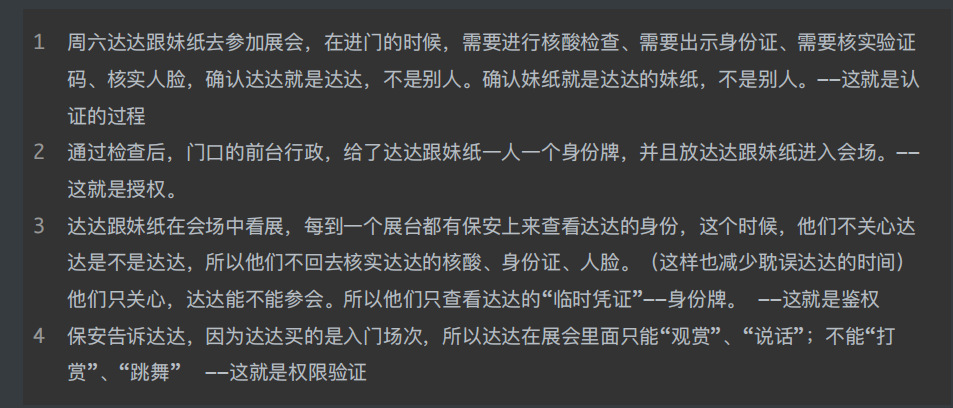 1 周六达达跟妹纸去参加展会，在进门的时候，需要进行核酸检查、需要出示身份证、需要核实验证
码、核实人脸，确认达达就是达达，不是别人。确认妹纸就是达达的妹纸，不是别人。——这就是认
证的过程
2 通过检查后，门口的前台行政，给了达达跟妹纸一人一个身份牌，并且放达达跟妹纸进入会场。——
这就是授权。
3 达达跟妹纸在会场中看展，每到一个展台都有保安上来查看达达的身份，这个时候，他们不关心达
达是不是达达，所以他们不回去核实达达的核酸、身份证、人脸。（这样也减少耽误达达的时间）
他们只关心，达达能不能参会。所以他们只查看达达的“临时凭证”——身份牌。 ——这就是鉴权
4 保安告诉达达，因为达达买的是入门场次，所以达达在展会里面只能“观赏”、“说话”；不能“打
赏”、“跳舞” ——这就是权限验证